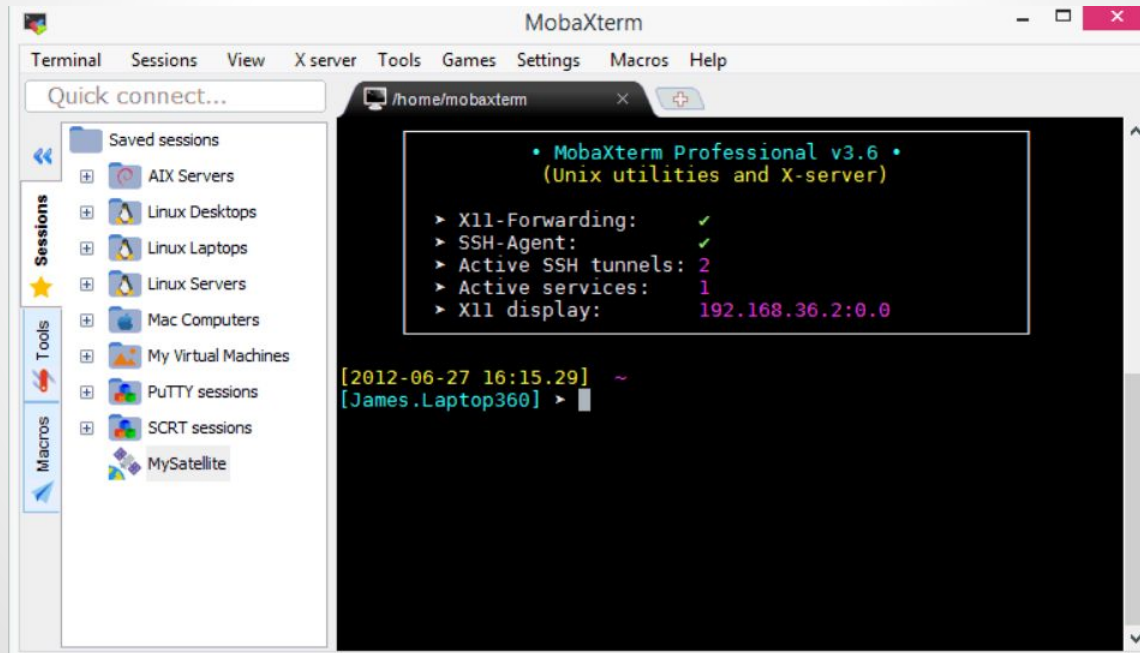 MobaXterm
Terminal Sessions View X server Tools Games Settings Macros Help
Quick connect...
/home/mobaxterm
Saved sessions
AIX Servers
Linux Desktops
Linux Laptops
Linux Servers
Mac Computers
My Virtual Machines
PuTTY sessions
SCRT sessions
MySatellite
Sessions
Tools
Macros
• MobaXterm Professional v3.6 •
(Unix utilities and X-server)
➤ X11-Forwarding: ✔
➤ SSH-Agent: ✔
➤ Active SSH tunnels: 2
➤ Active services: 1
➤ X11 display: 192.168.36.2:0.0
[2012-06-27 16:15.29] ~
[James.Laptop360] ➤